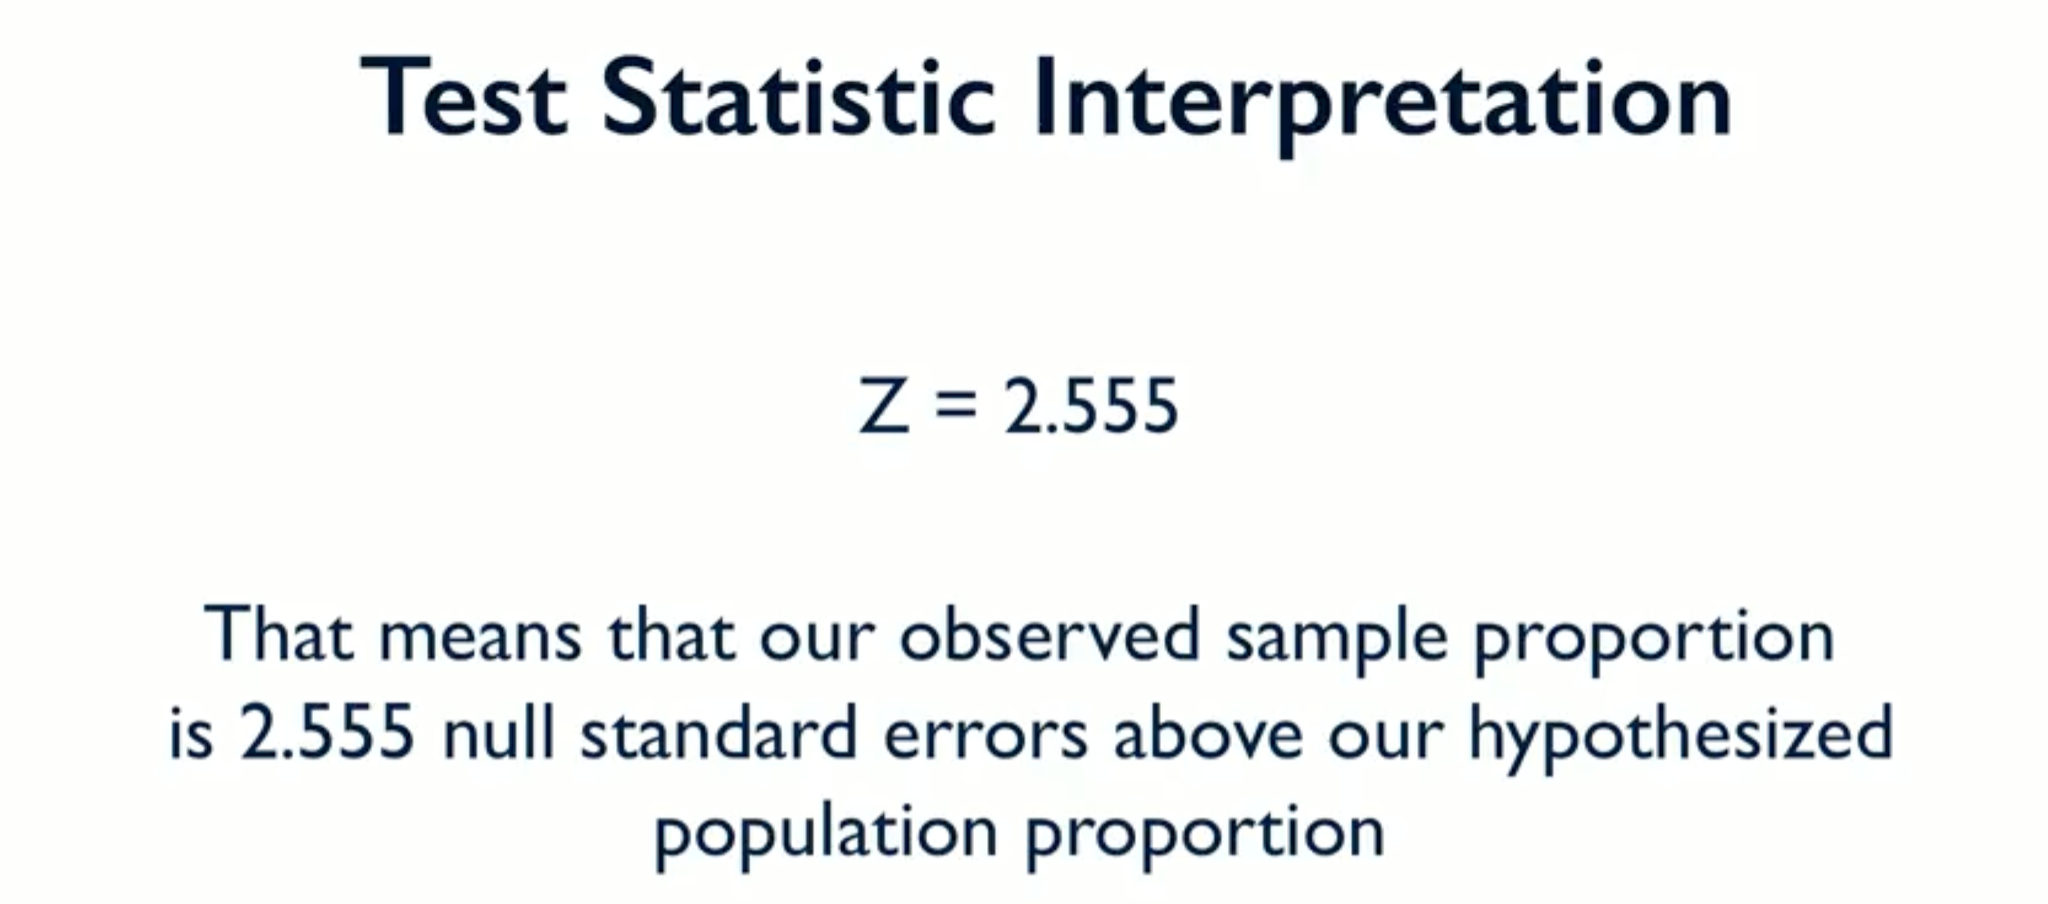 Test Statistic Interpretation
Z = 2.555
That means that our observed sample proportion
is 2.555 null standard errors above our hypothesized
population proportion